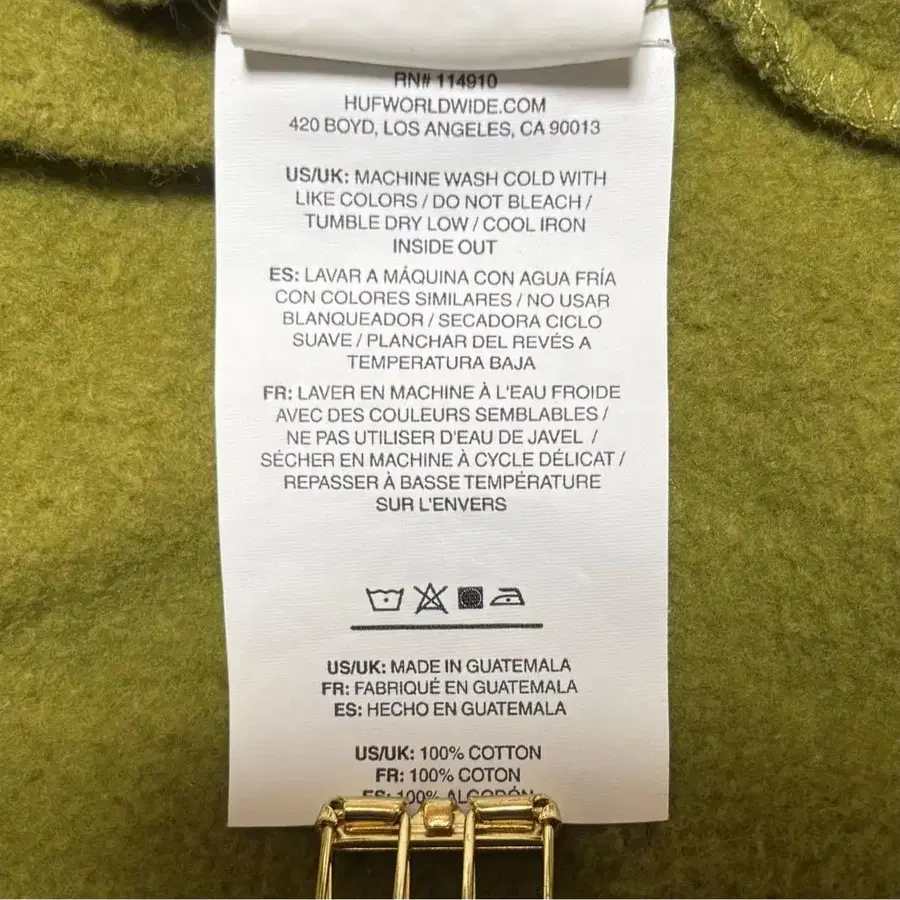 RN# 114910
HUFWORLDWIDE.COM
420 BOYD, LOS ANGELES, CA 90013
US/UK: MACHINE WASH COLD WITH
LIKE COLORS / DO NOT BLEACH /
TUMBLE DRY LOW / COOL IRON
INSIDE OUT
ES: LAVAR A MÁQUINA CON AGUA FRÍA
CON COLORES SIMILARES / NO USAR
BLANQUEADOR / SECADORA CICLO
SUAVE / PLANCHAR DEL REVÉS A
TEMPERATURA BAJA
FR: LAVER EN MACHINE À L'EAU FROIDE
AVEC DES COULEURS SEMBLABLES /
NE PAS UTILISER D'EAU DE JAVEL /
SÉCHER EN MACHINE À CYCLE DÉLICAT /
REPASSER À BASSE TEMPÉRATURE
SUR L'ENVERS
US/UK: MADE IN GUATEMALA
FR: FABRIQUÉ EN GUATEMALA
ES: HECHO EN GUATEMALA
US/UK: 100% COTTON
FR: 100% COTON
ES: 100% ALGODÓN